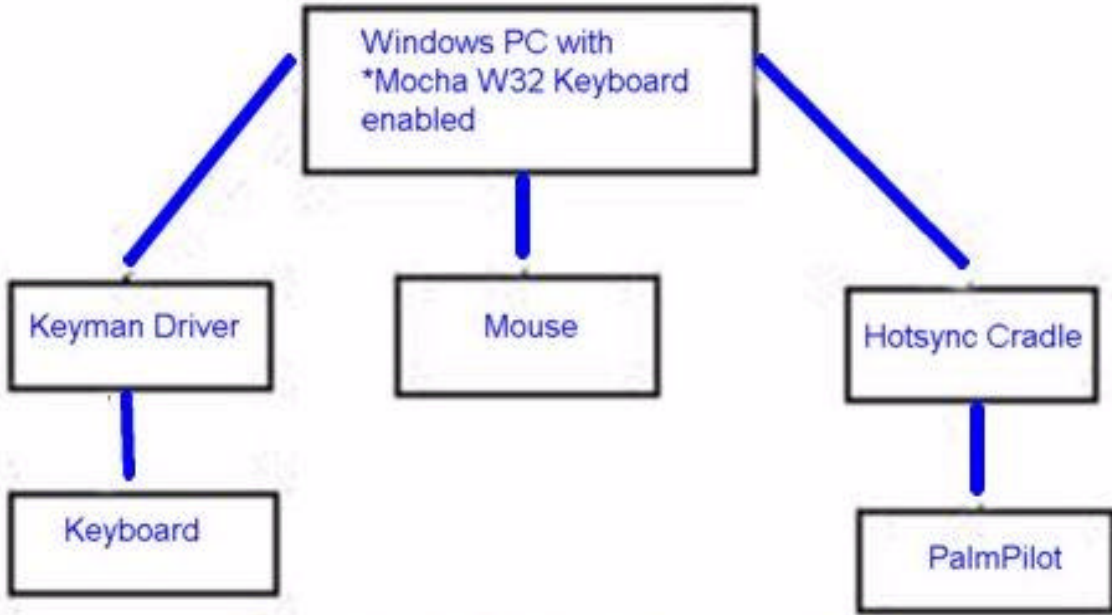 Windows PC with
*Mocha W32 Keyboard
enabled
Keyman Driver
Mouse
Hotsync Cradle
Keyboard
PalmPilot